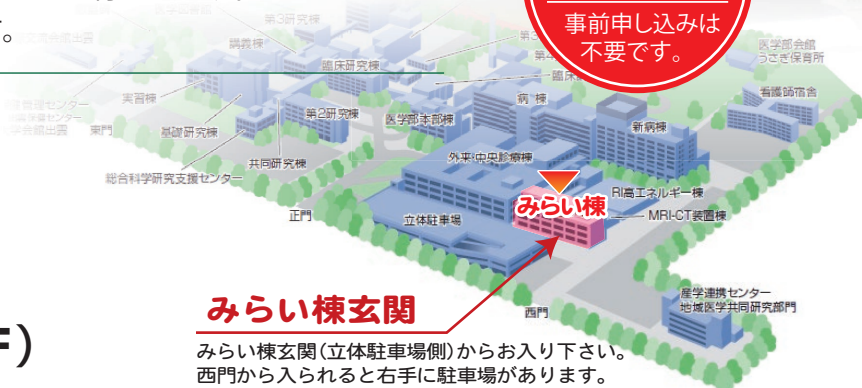 。
事前申し込みは
不要です。
第3研究棟
講義棟
臨床研究棟
医学部会館
うさぎ保育所
看護師宿舎
実習棟
第2研究棟
医学部本部棟
病 棟
新病棟
東門
基礎研究棟
共同研究棟
外来・中央診療棟
総合科学研究支援センター
RI高エネルギー棟
みらい棟
MRI-CT装置棟
正門
立体駐車場
産学連携センター
地域医学共同研究部門
西門
みらい棟玄関
みらい棟玄関(立体駐車場側)からお入り下さい。
西門から入られると右手に駐車場があります。
F)